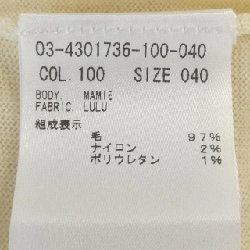 03-4301736-100-040
COL. 100 SIZE 040
BODY. MAMIE
FABRIC. LULU
組成表示
毛 97%
ナイロン 2%
ポリウレタン 1%